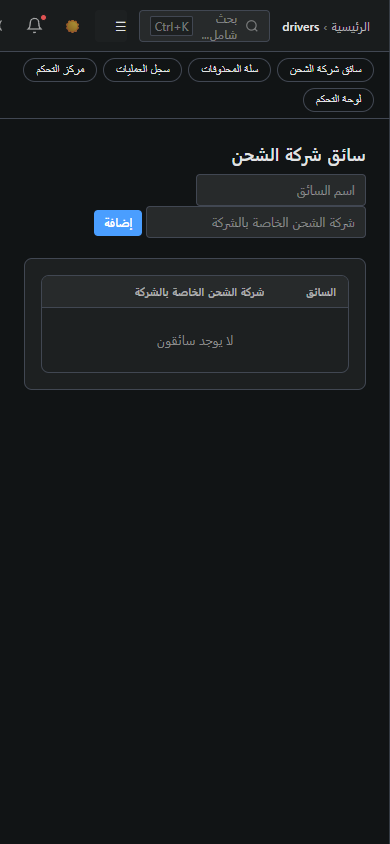 الرئيسية › drivers
بحث شامل... Ctrl+K
سائق شركة الشحن
سلة المحذوفات
سجل العمليات
مركز التحكم
لوحة التحكم
سائق شركة الشحن
اسم السائق
شركة الشحن الخاصة بالشركة
إضافة
السائق
شركة الشحن الخاصة بالشركة
لا يوجد سائقون